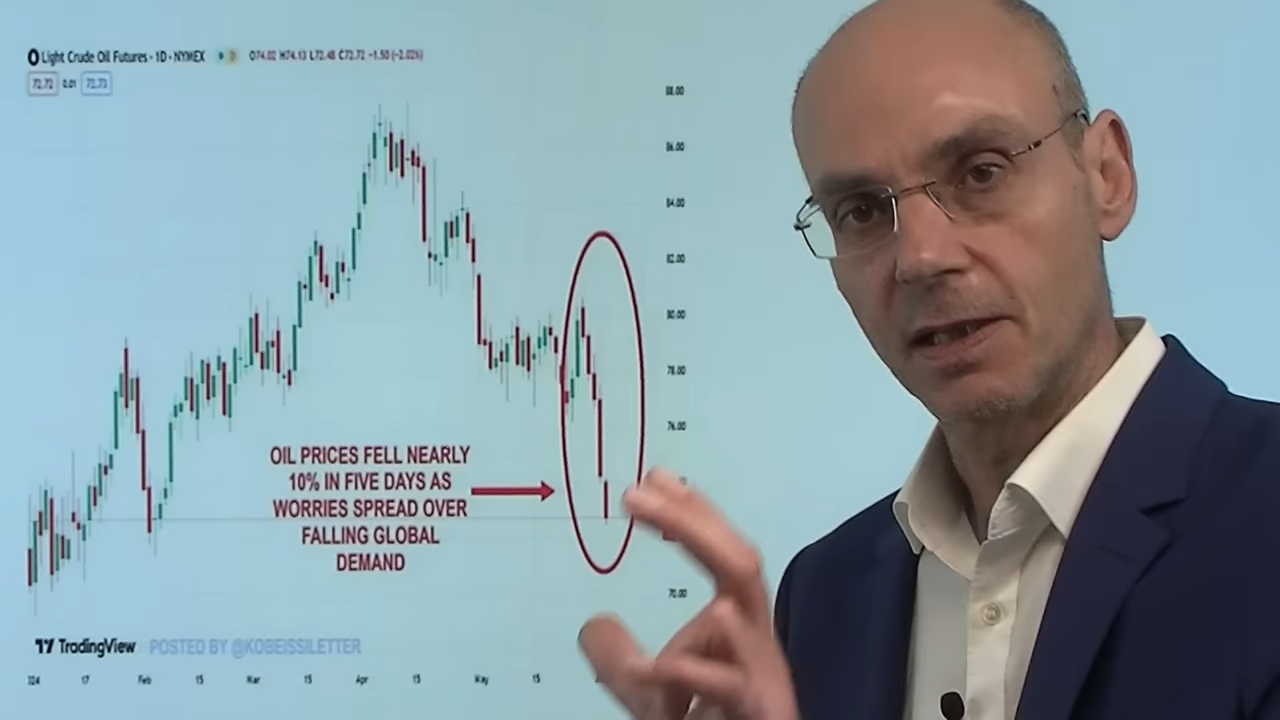 Light Crude Oil Futures - 1D - NYMEX O74.02 H74.13 L72.48 C72.72 -1.50 (-2.02%)
72.72 0.01 72.73
88.00
86.00
84.00
82.00
80.00
78.00
76.00
OIL PRICES FELL NEARLY
10% IN FIVE DAYS AS
WORRIES SPREAD OVER
FALLING GLOBAL
DEMAND
70.00
TradingView POSTED BY @KOBEISSILETTER
17 Feb 15 Mar 15 Apr 15 May 15